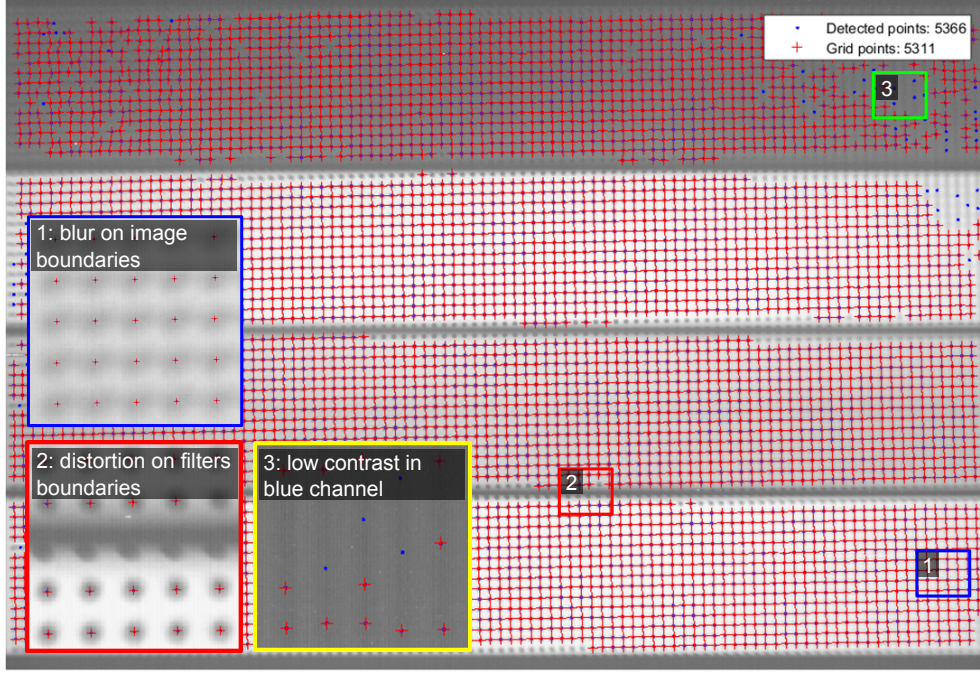 Detected points: 5366
Grid points: 5311
3
1: blur on image
boundaries
2: distortion on filters
boundaries
3: low contrast in
blue channel
2
1